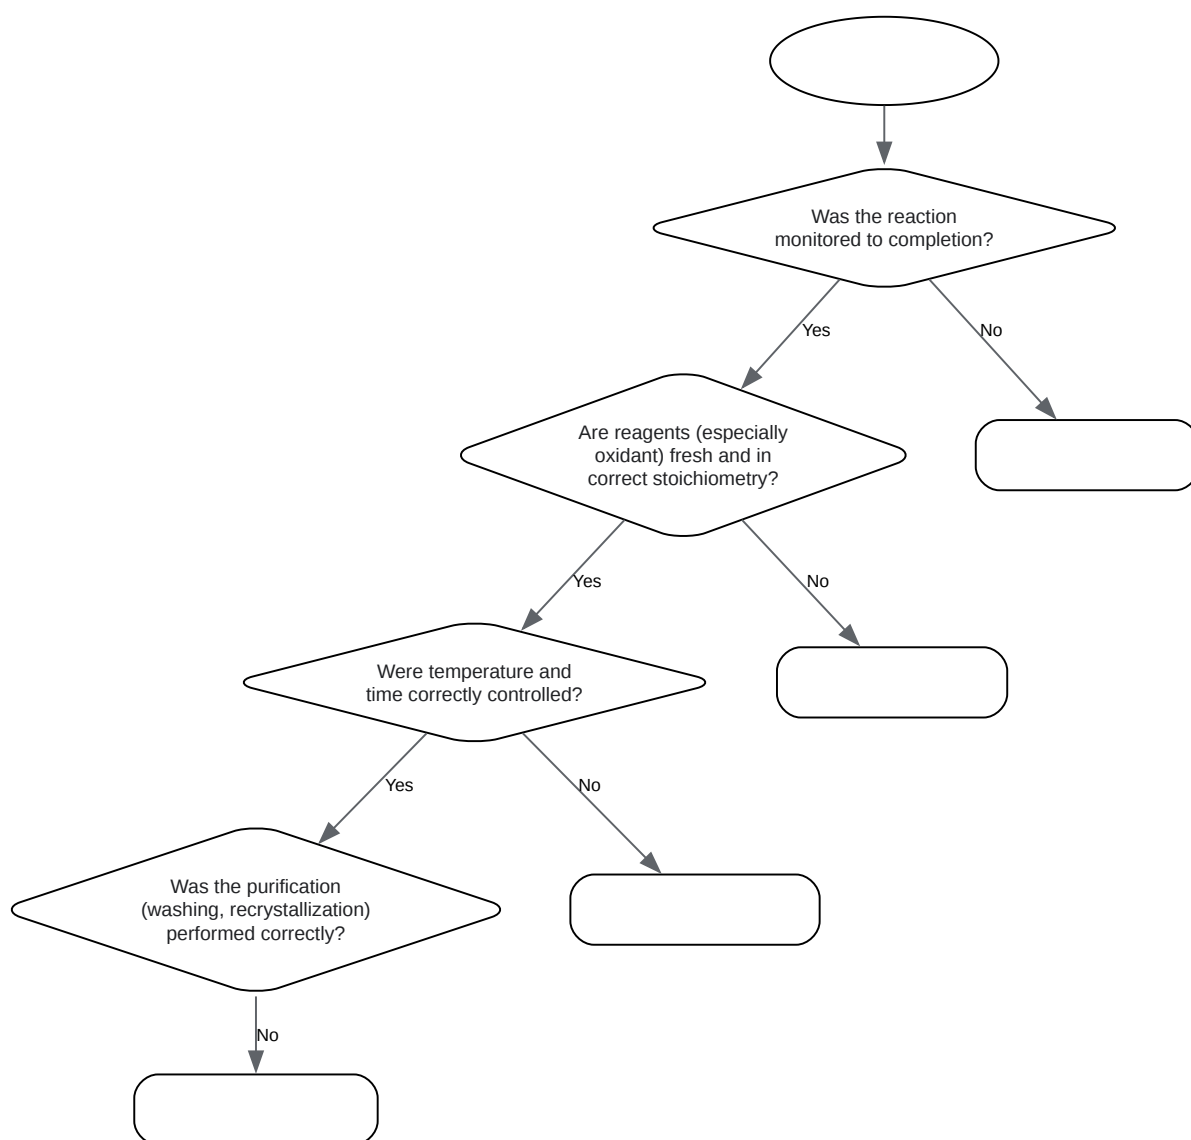 Was the reaction
monitored to completion?
Yes
No
Are reagents (especially
oxidant) fresh and in
correct stoichiometry?
Yes
No
Were temperature and
time correctly controlled?
Yes
No
Was the purification
(washing, recrystallization)
performed correctly?
No